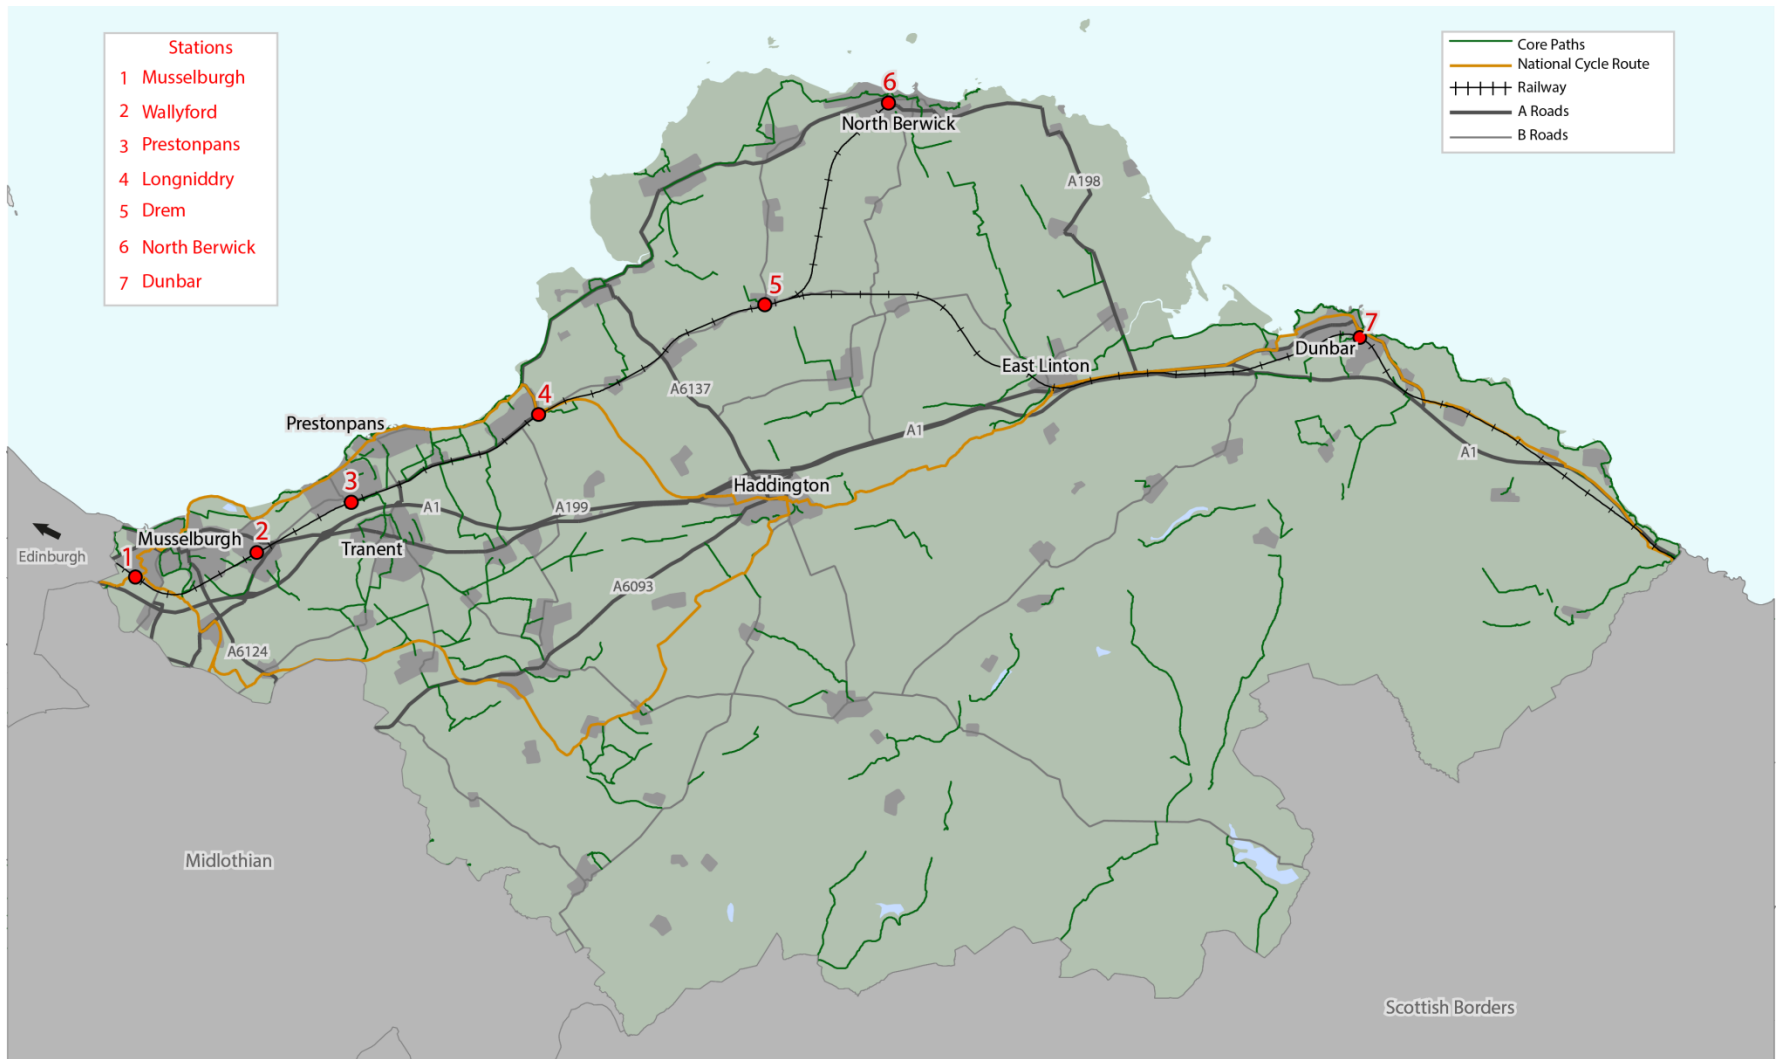 Stations
1 Musselburgh
2 Wallyford
3 Prestonpans
4 Longniddry
5 Drem
6 North Berwick
7 Dunbar
Core Paths
National Cycle Route
Railway
A Roads
B Roads
6
North Berwick
A198
5
7
Dunbar
East Linton
A6137
4
Prestonpans
A1
A1
3
Haddington
A199
A1
2
Musselburgh
Tranent
1
Edinburgh
A6093
A6124
Midlothian
Scottish Borders